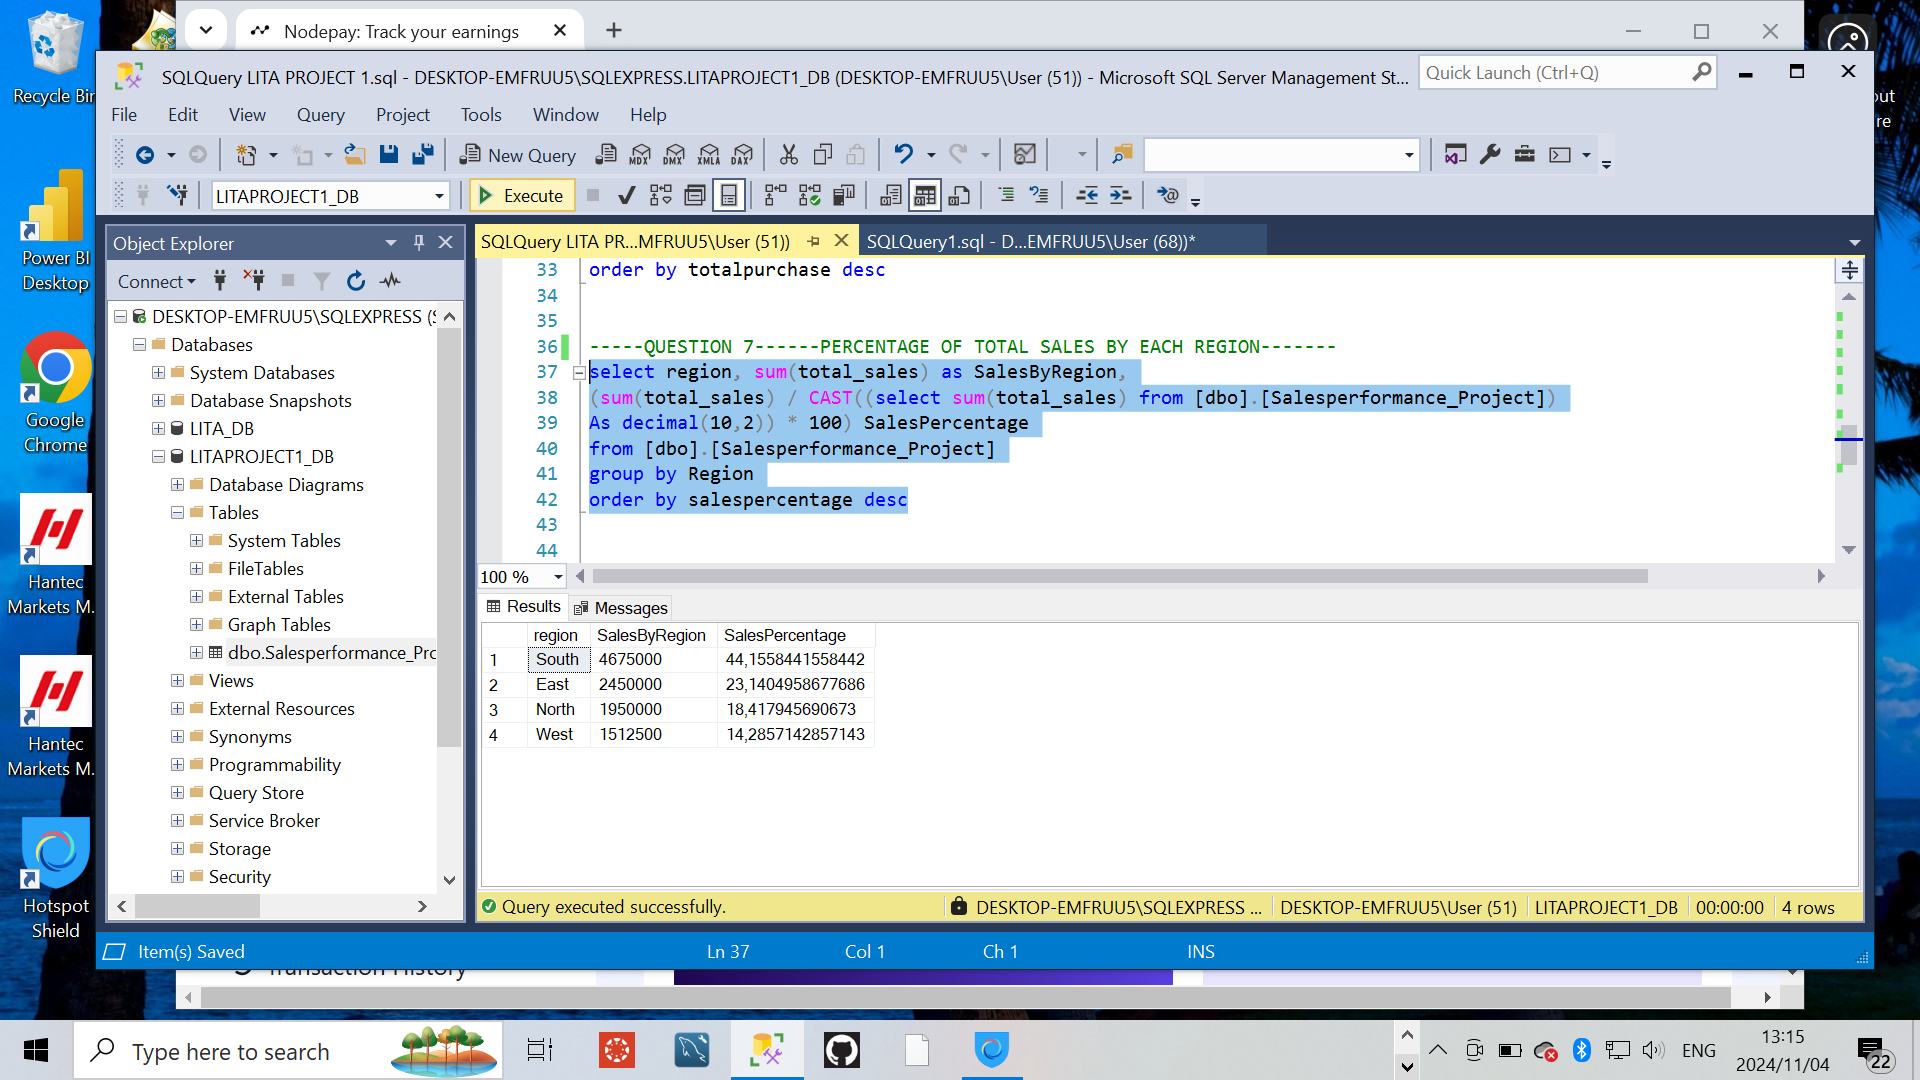 Nodepay: Track your earnings
SQLQuery LITA PROJECT 1.sql - DESKTOP-EMFRUU5\SQLEXPRESS.LITAPROJECT1_DB (DESKTOP-EMFRUU5\User (51)) - Microsoft SQL Server Management St...
Quick Launch (Ctrl+Q)
File Edit View Query Project Tools Window Help
New Query
MDX DMX XMLA DAX
LITAPROJECT1_DB
Execute
Object Explorer
Connect
DESKTOP-EMFRUU5\SQLEXPRESS (S
Databases
System Databases
Database Snapshots
LITA_DB
LITAPROJECT1_DB
Database Diagrams
Tables
System Tables
FileTables
External Tables
Graph Tables
dbo.Salesperformance_Prc
Views
External Resources
Synonyms
Programmability
Query Store
Service Broker
Storage
Security
SQLQuery LITA PR...MFRUU5\User (51))
SQLQuery1.sql - D...EMFRUU5\User (68))*
33 order by totalpurchase desc
34
35
36 -----QUESTION 7------PERCENTAGE OF TOTAL SALES BY EACH REGION-------
37 select region, sum(total_sales) as SalesByRegion,
38 (sum(total_sales) / CAST((select sum(total_sales) from [dbo].[Salesperformance_Project])
39 As decimal(10,2)) * 100) SalesPercentage
40 from [dbo].[Salesperformance_Project]
41 group by Region
42 order by salespercentage desc
43
44
100 %
Results Messages
region SalesByRegion SalesPercentage
1 South 4675000 44,1558441558442
2 East 2450000 23,1404958677686
3 North 1950000 18,417945690673
4 West 1512500 14,2857142857143
Query executed successfully.
DESKTOP-EMFRUU5\SQLEXPRESS ... DESKTOP-EMFRUU5\User (51) LITAPROJECT1_DB 00:00:00 4 rows
Item(s) Saved Ln 37 Col 1 Ch 1 INS
Transaction History
Recycle Bin
Power BI
Desktop
Google
Chrome
Hantec
Markets M...
Hantec
Markets M...
Hotspot
Shield
out
re
Type here to search
ENG
13:15
2024/11/04
22